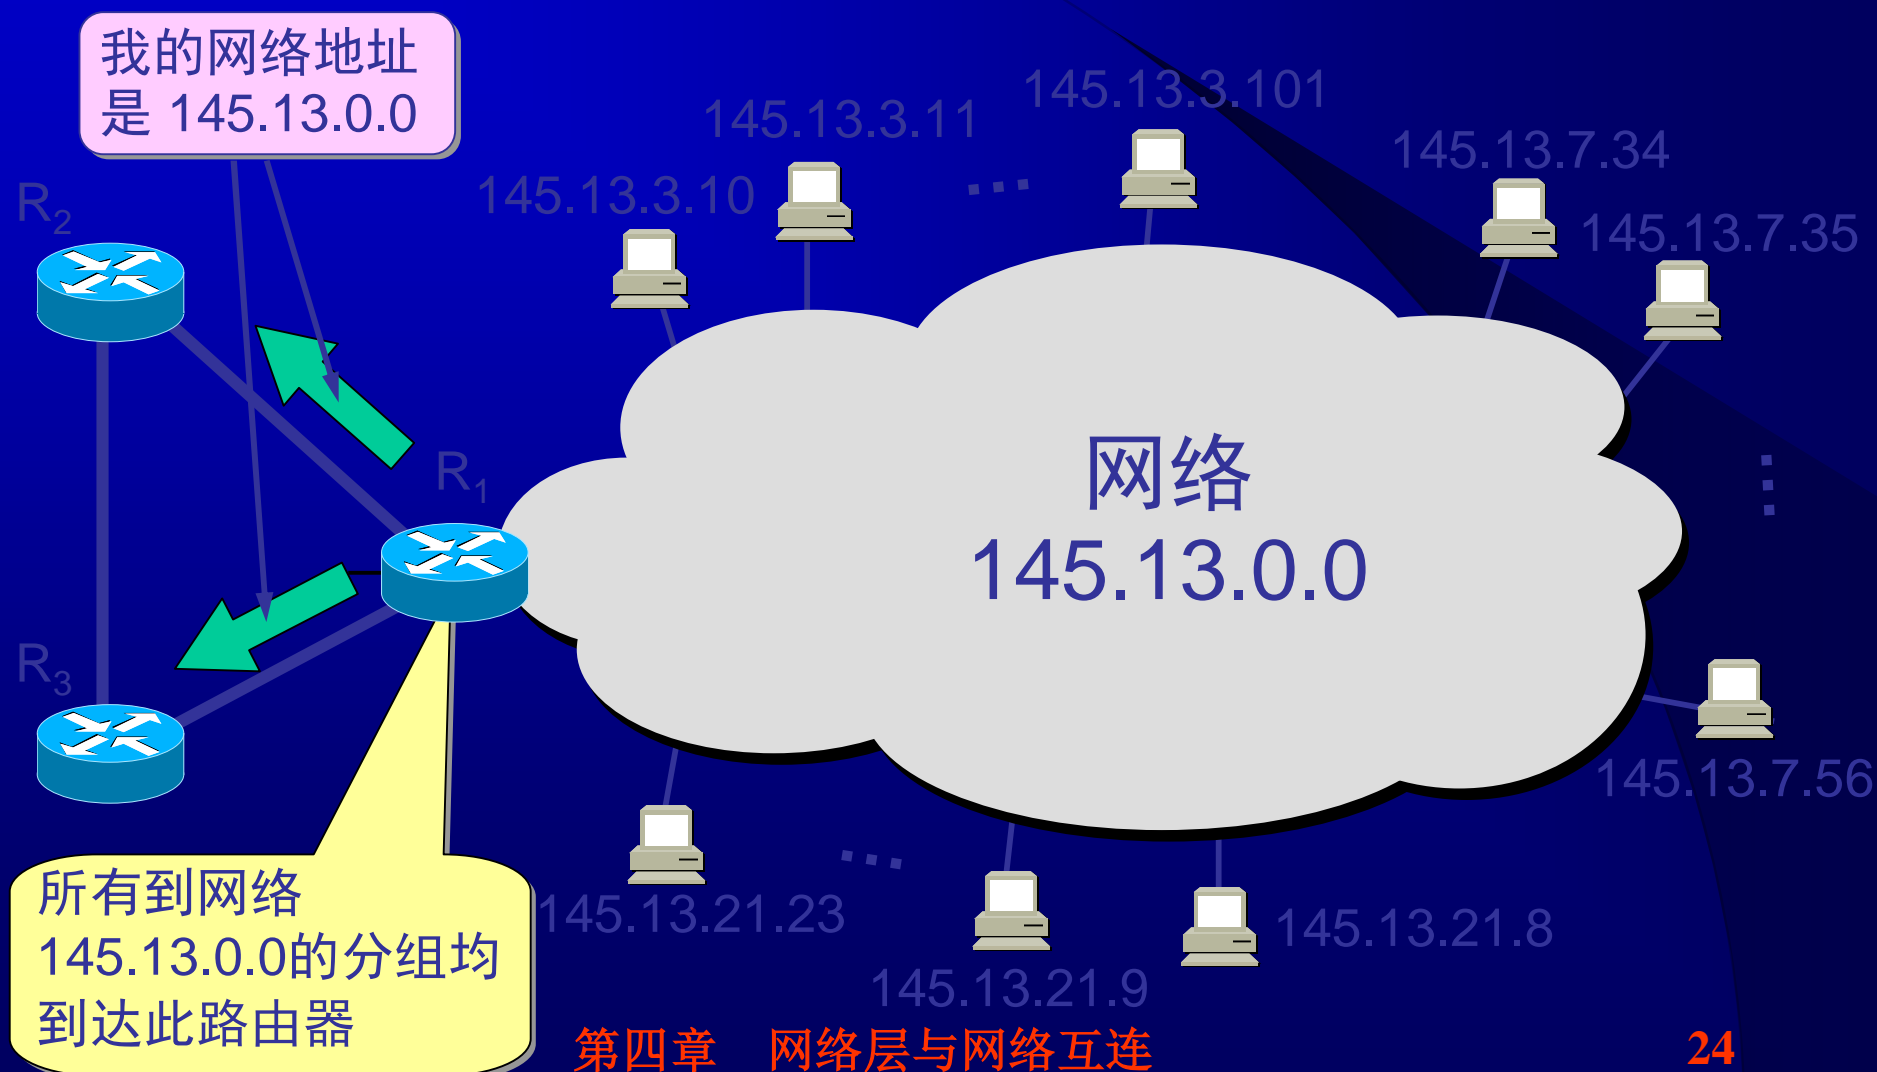 我的网络地址
是 145.13.0.0
145.13.3.101
145.13.3.11
145.13.7.34
145.13.3.10
R2
145.13.7.35
…
R1
网络
145.13.0.0
…
R3
145.13.7.56
…
所有到网络
145.13.0.0的分组均
到达此路由器
145.13.21.23
145.13.21.8
145.13.21.9
第四章 网络层与网络互连
24